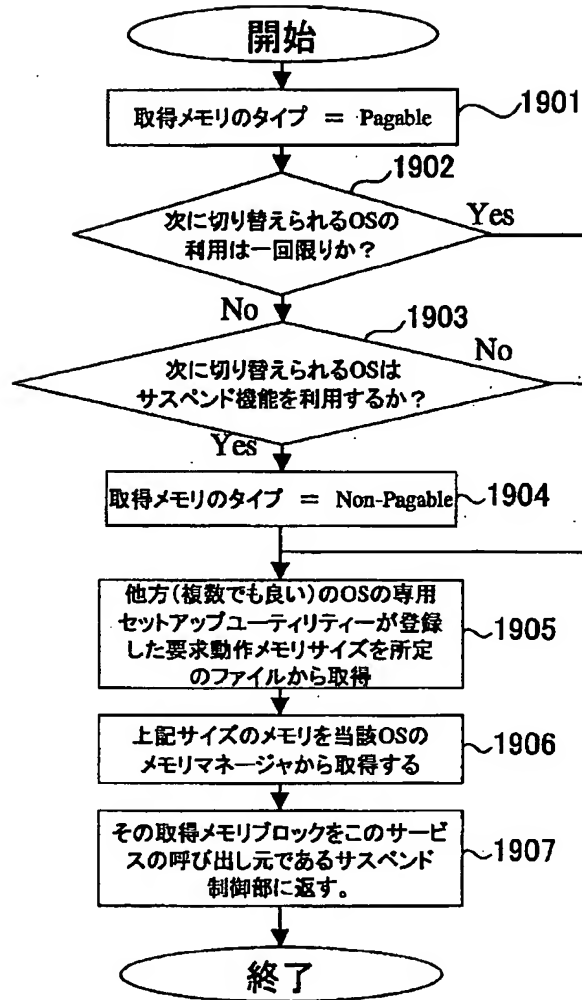 開始
取得メモリのタイプ = Pagable
1901
1902
次に切り替えられるOSの
利用は一回限りか?
Yes
No
1903
次に切り替えられるOSは
サスペンド機能を利用するか?
No
Yes
取得メモリのタイプ = Non-Pagable
1904
他方(複数でも良い)のOSの専用
セットアップユーティリティーが登録
した要求動作メモリサイズを所定
のファイルから取得
1905
上記サイズのメモリを当該OSの
メモリマネージャから取得する
1906
その取得メモリブロックをこのサービ
スの呼び出し元であるサスペンド
制御部に返す。
1907
終了